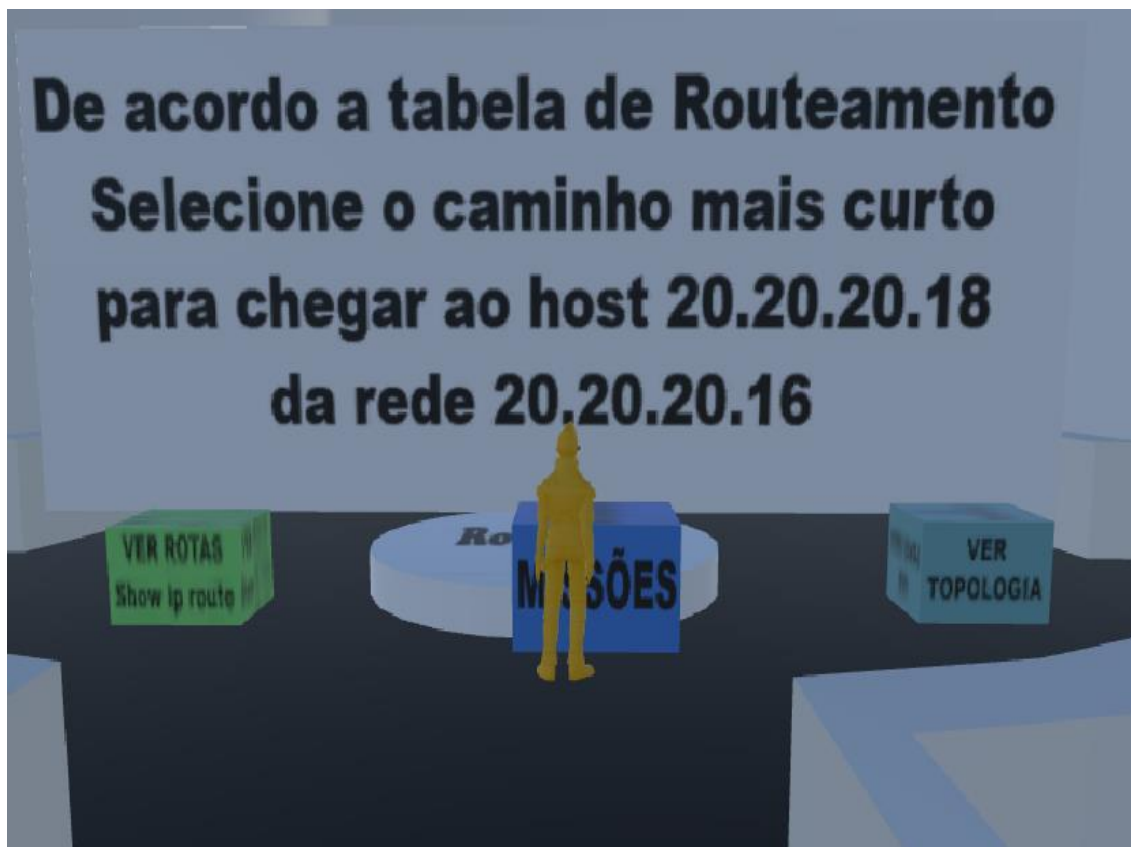 De acordo a tabela de Routeamento
Selecione o caminho mais curto
para chegar ao host 20.20.20.18
da rede 20.20.20.16
VER ROTAS
Show ip route
MISSÕES
VER
TOPOLOGIA